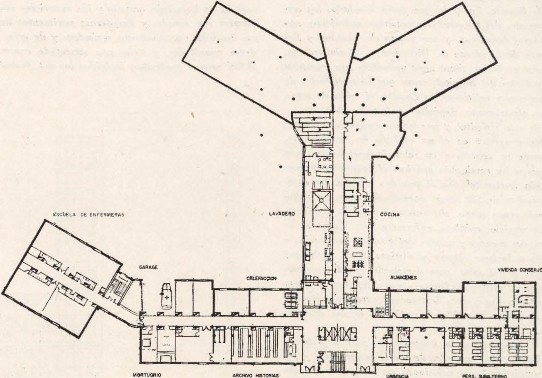 ESCUELA DE ENFERMERAS
LAVADERO
COCINA
GARAGE
CALEFACCION
ALMACENES
VIVIENDA CONSERJE
MORTUORIO
ARCHIVO HISTORIAS
URGENCIA
PERS. SUBALTERNO